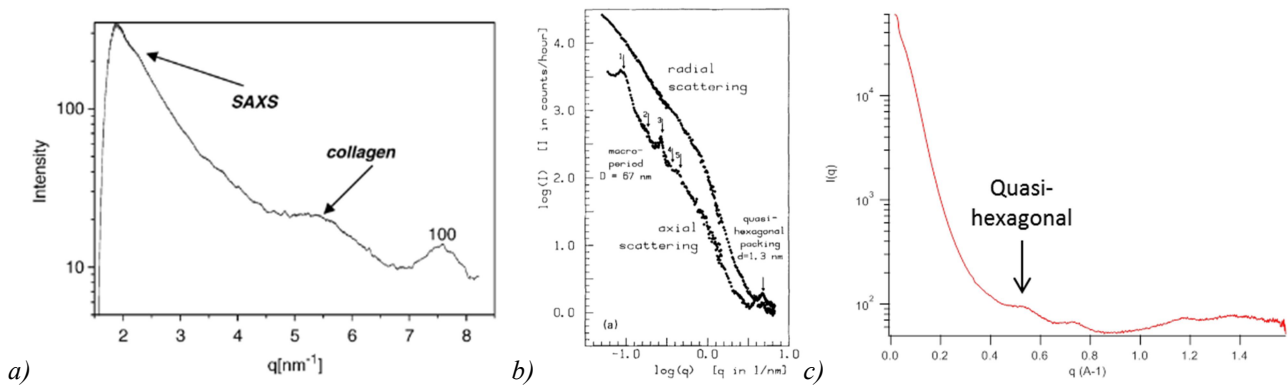 100
10
Intensity
SAXS
collagen
100
2
3
4
5
6
7
8
q[nm⁻¹]
a)
b
4.0
3.0
2.0
1.0
0.0
log(I) [I in counts/hour]
1
radial
scattering
2
3
4
5
macro-
period
D = 67 nm
axial
scattering
quasi-
hexagonal
packing
d=1.3 nm
(a)
-1.0
0.0
1.0
log(q) [q in 1/nm]
b)
c
10⁴
10³
10²
I(q)
Quasi-
hexagonal
0.0
0.2
0.4
0.6
0.8
1.0
1.2
1.4
q (A-1)
c)
a